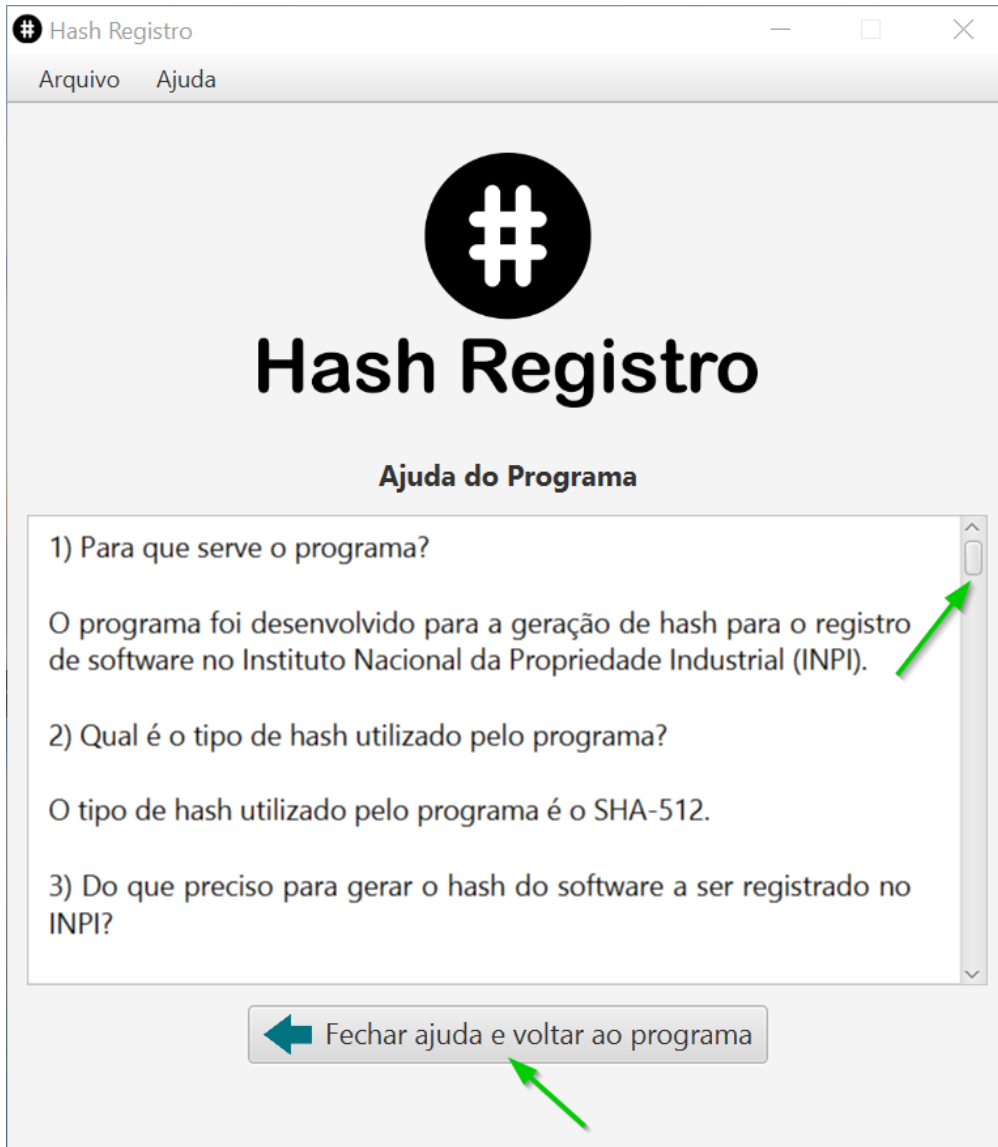 Hash Registro
Arquivo Ajuda
#
Hash Registro
Ajuda do Programa
1) Para que serve o programa?
O programa foi desenvolvido para a geração de hash para o registro
de software no Instituto Nacional da Propriedade Industrial (INPI).
2) Qual é o tipo de hash utilizado pelo programa?
O tipo de hash utilizado pelo programa é o SHA-512.
3) Do que preciso para gerar o hash do software a ser registrado no
INPI?
Fechar ajuda e voltar ao programa